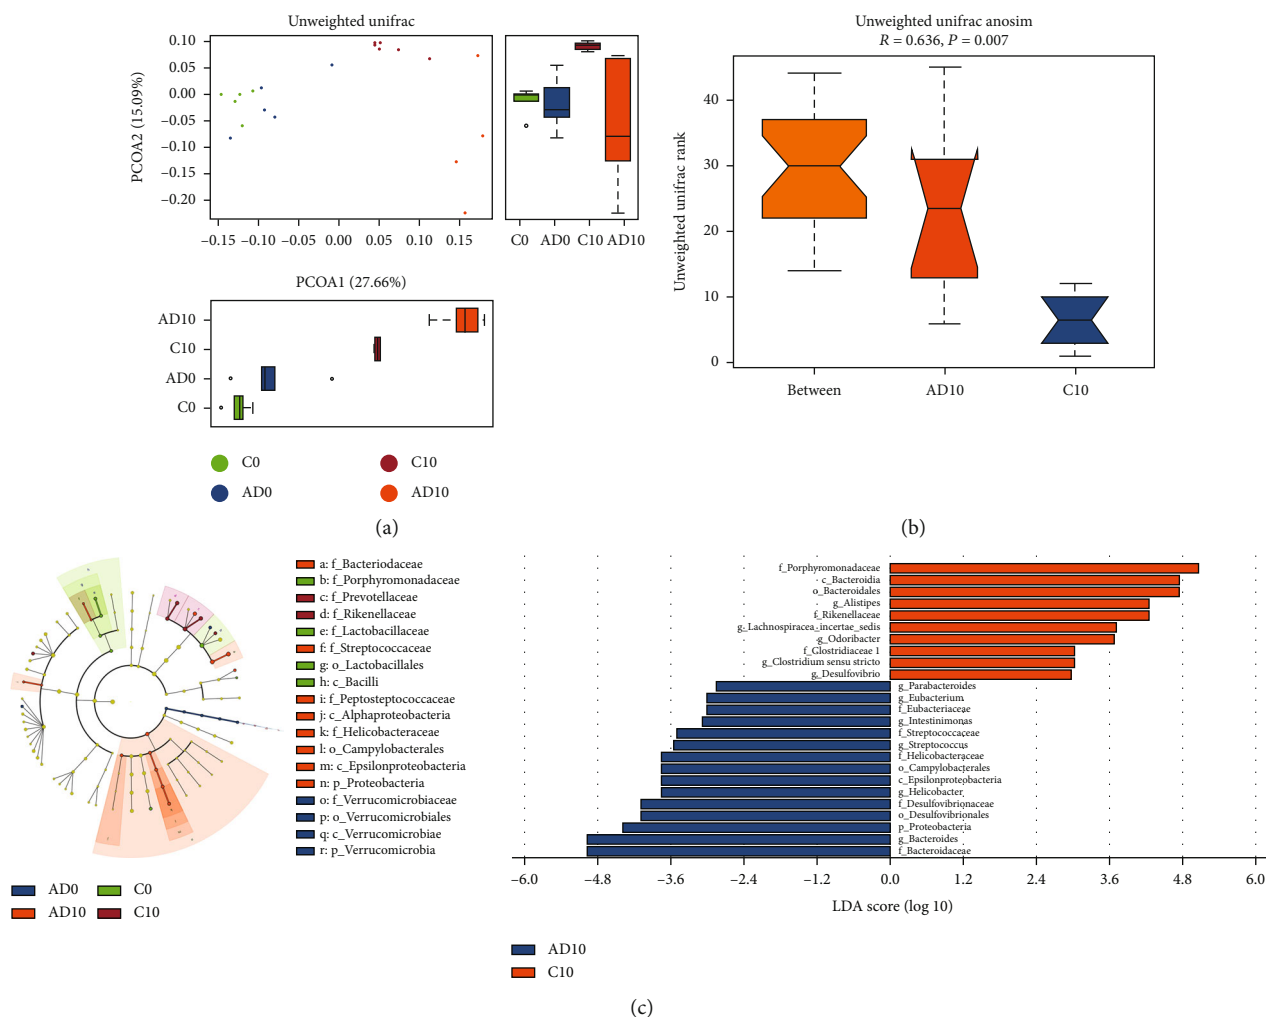 Unweighted unifrac
PCOA2 (15.09%)
0.10
0.05
0.00
−0.05
−0.10
−0.15
−0.20
−0.15 −0.10 −0.05 0.00 0.05 0.10 0.15
C0 AD0 C10 AD10
PCOA1 (27.66%)
AD10
C10
AD0
C0
C0 C10
AD0 AD10
(a)
Unweighted unifrac anosim
R = 0.636, P = 0.007
Unweighted unifrac rank
40
30
20
10
0
Between AD10 C10
(b)
a: f_Bacteriodaceae
b: f_Porphyromonadaceae
c: f_Prevotellaceae
d: f_Rikenellaceae
e: f_Lactobacillaceae
f: f_Streptococcaceae
g: o_Lactobacillales
h: c_Bacilli
i: f_Peptosteptococcaceae
j: c_Alphaproteobacteria
k: f_Helicobacteraceae
l: o_Campylobacterales
m: c_Epsilonproteobacteria
n: p_Proteobacteria
o: f_Verrucomicrobiaceae
p: o_Verrucomicrobiales
q: c_Verrucomicrobiae
r: p_Verrucomicrobia
AD0 C0
AD10 C10
f_Porphyromonadaceae
c_Bacteroidia
o_Bacteroidales
g_Alistipes
f_Rikenellaceae
g_Lachnospiracea_incertae_sedis
g_Odoribacter
f_Clostridiaceae 1
g_Clostridium sensu stricto
g_Desulfovibrio
g_Parabacteroides
g_Eubacterium
f_Eubacteriaceae
g_Intestinimonas
f_Streptococcaceae
g_Streptococcus
f_Helicobacteraceae
o_Campylobacterales
c_Epsilonproteobacteria
g_Helicobacter
f_Desulfovibrionaceae
o_Desulfovibrionales
p_Proteobacteria
g_Bacteroides
f_Bacteroidaceae
−6.0 −4.8 −3.6 −2.4 −1.2 0.0 1.2 2.4 3.6 4.8 6.0
LDA score (log 10)
AD10
C10
(c)